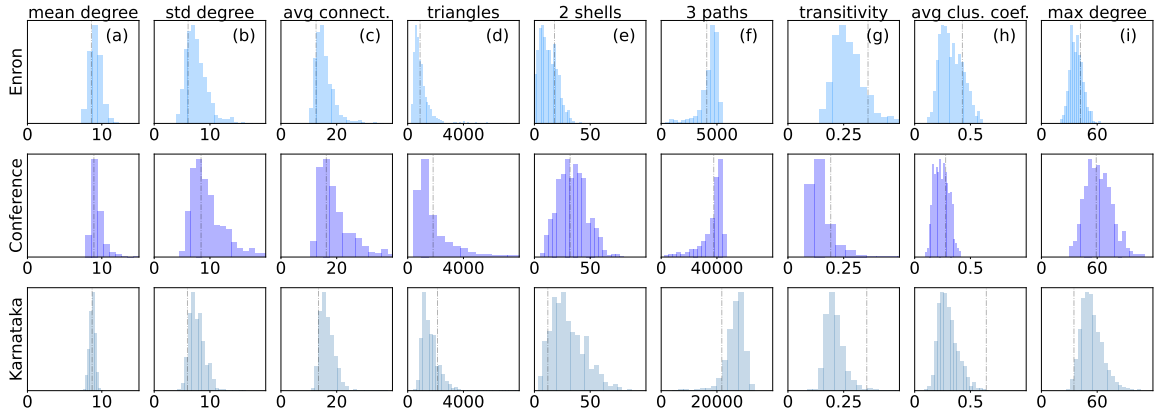 mean degree std degree avg connect. triangles 2 shells 3 paths transitivity avg clus. coef. max degree
Enron (a) (b) (c) (d) (e) (f) (g) (h) (i)
0 10 0 10 0 20 0 4000 0 50 0 5000 0 0.25 0 0.5 0 60
Conference
0 10 0 10 0 20 0 4000 0 50 0 40000 0 0.25 0 0.5 0 60
Karnataka
0 10 0 10 0 20 0 4000 0 50 0 20000 0 0.25 0 0.5 0 60